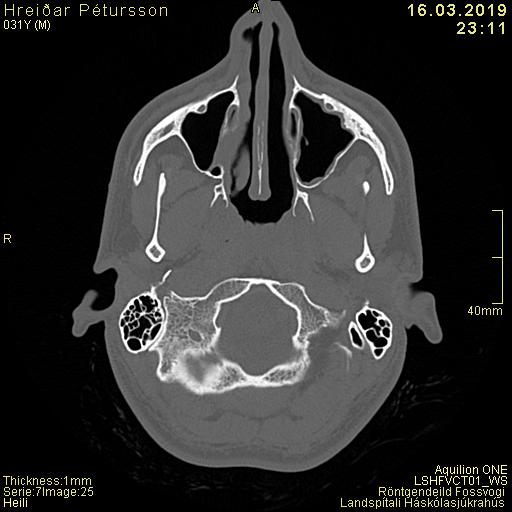 Hreiðar Pétursson
031Y (M)
A
16.03.2019
23:11
R
40mm
Thickness:1mm
Serie:7Image:25
Heili
Aquilion ONE
LSHFVCT01_WS
Röntgendeild Fossvogi
Landspítali Háskólasjúkrahús